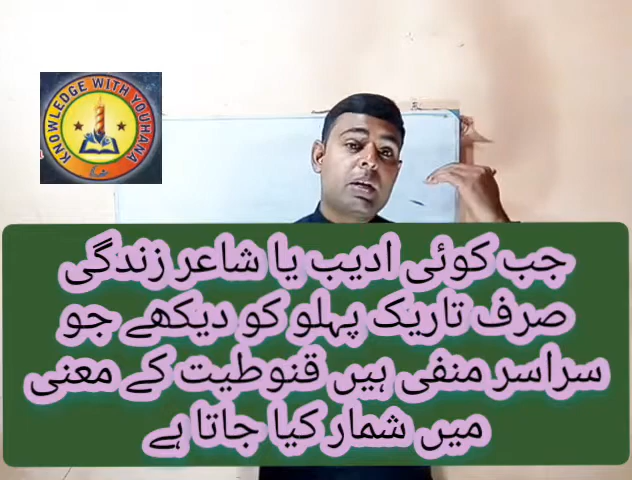 KNOWLEDGE WITH YOUHANA
جب کوئی ادیب یا شاعر زندگی
صرف تاریک پہلو کو دیکھے جو
سراسر منفی ہیں قنوطیت کے معنی
میں شمار کیا جاتا ہے